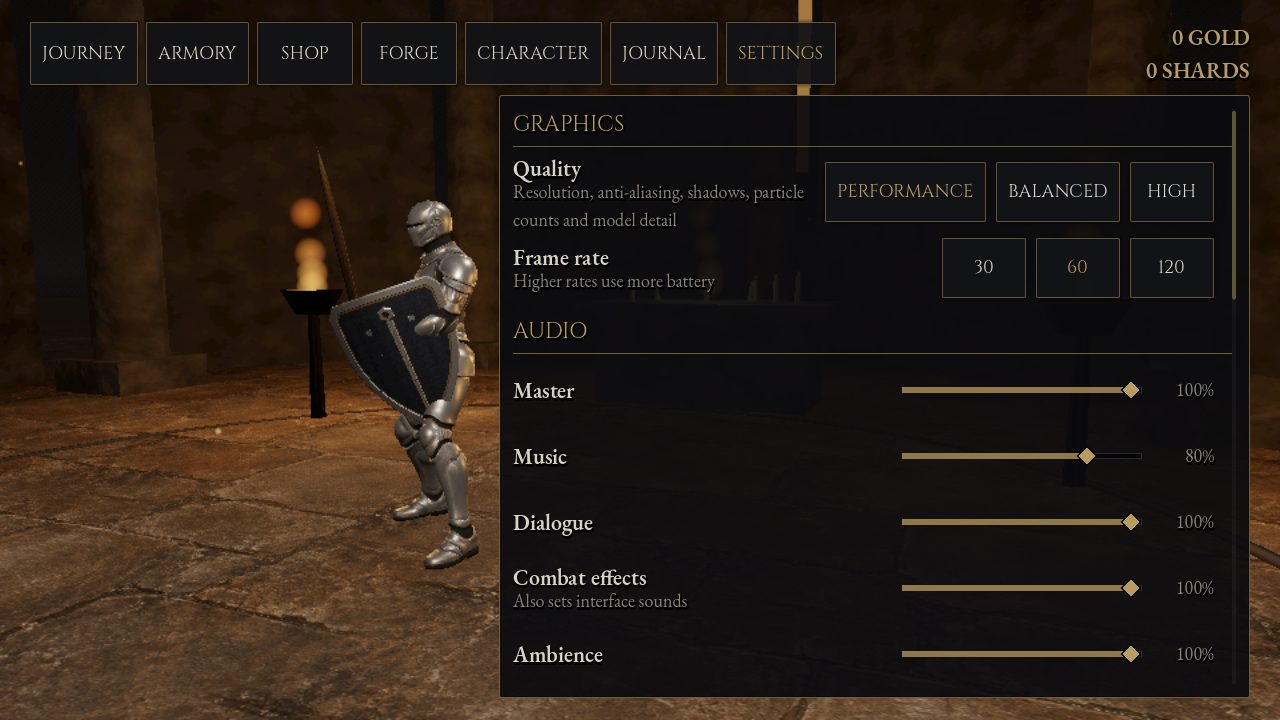 JOURNEY ARMORY SHOP FORGE CHARACTER JOURNAL SETTINGS
0 GOLD
0 SHARDS
GRAPHICS
Quality
Resolution, anti-aliasing, shadows, particle
counts and model detail
PERFORMANCE BALANCED HIGH
Frame rate
Higher rates use more battery
30 60 120
AUDIO
Master 100%
Music 80%
Dialogue 100%
Combat effects
Also sets interface sounds
100%
Ambience 100%